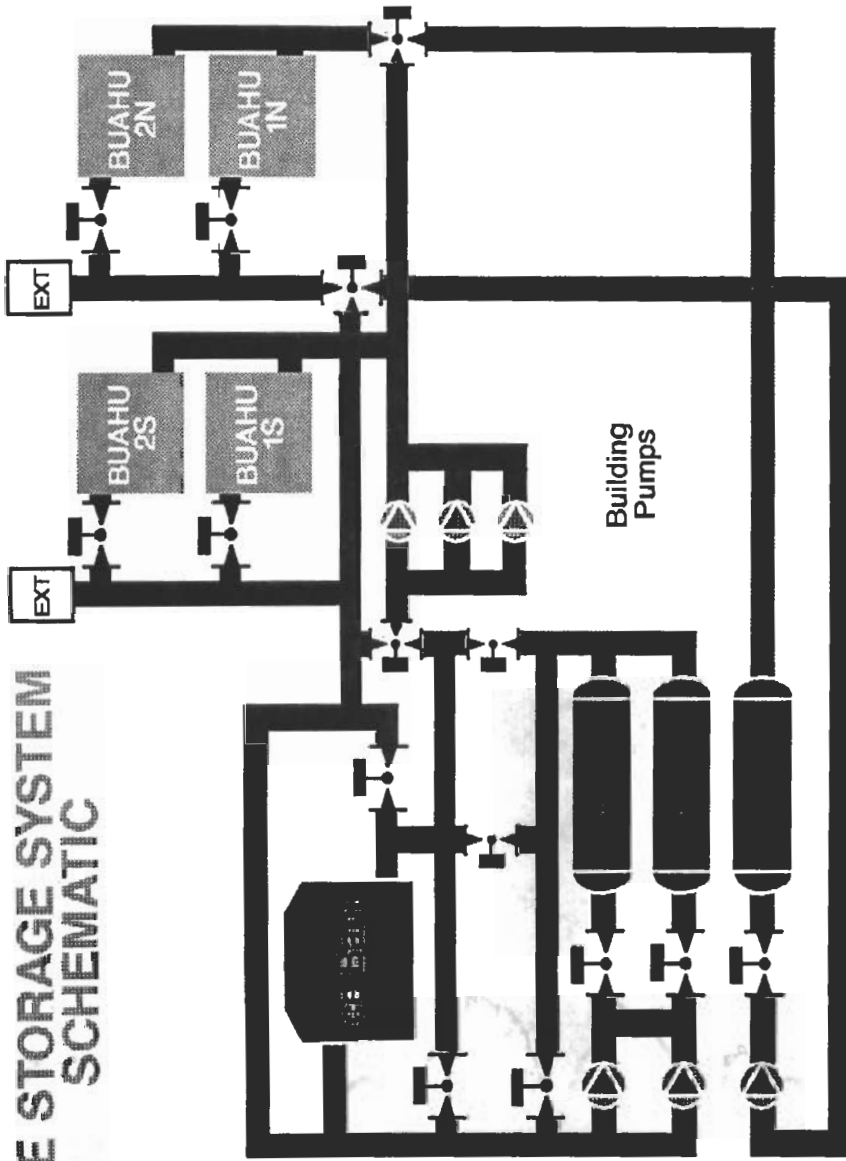 E STORAGE SYSTEM
SCHEMATIC
EXT
BUAHU
2S
BUAHU
1S
EXT
BUAHU
2N
BUAHU
1N
Building
Pumps